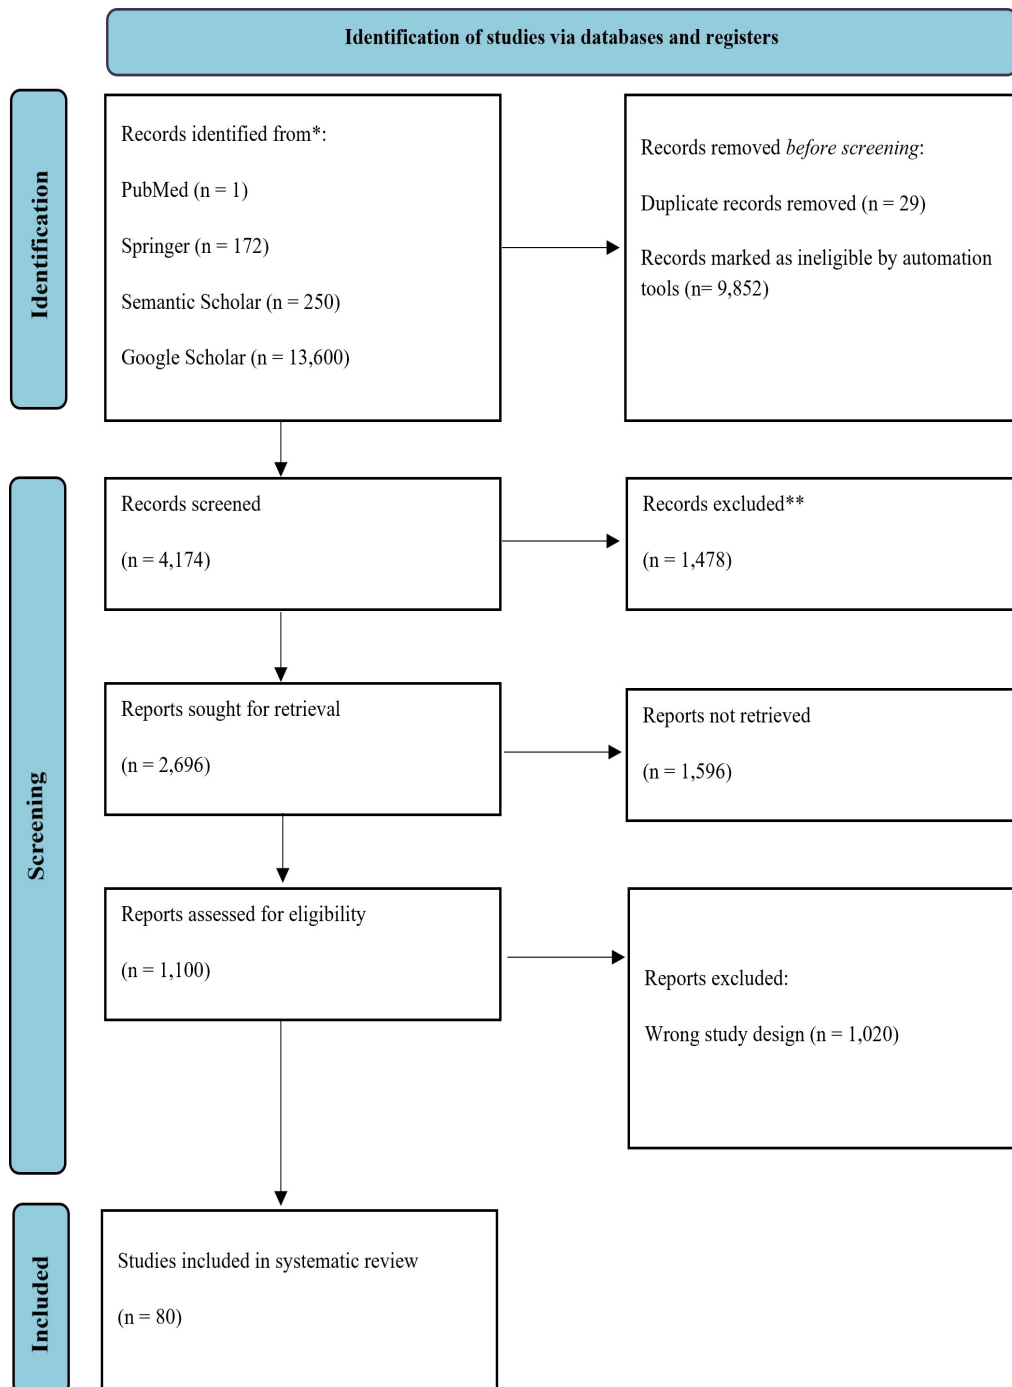 Identification of studies via databases and registers
Identification
Records identified from*:
PubMed (n = 1)
Springer (n = 172)
Semantic Scholar (n = 250)
Google Scholar (n = 13,600)
Records removed before screening:
Duplicate records removed (n = 29)
Records marked as ineligible by automation
tools (n= 9,852)
Screening
Records screened
(n = 4,174)
Records excluded**
(n = 1,478)
Reports sought for retrieval
(n = 2,696)
Reports not retrieved
(n = 1,596)
Reports assessed for eligibility
(n = 1,100)
Reports excluded:
Wrong study design (n = 1,020)
Included
Studies included in systematic review
(n = 80)